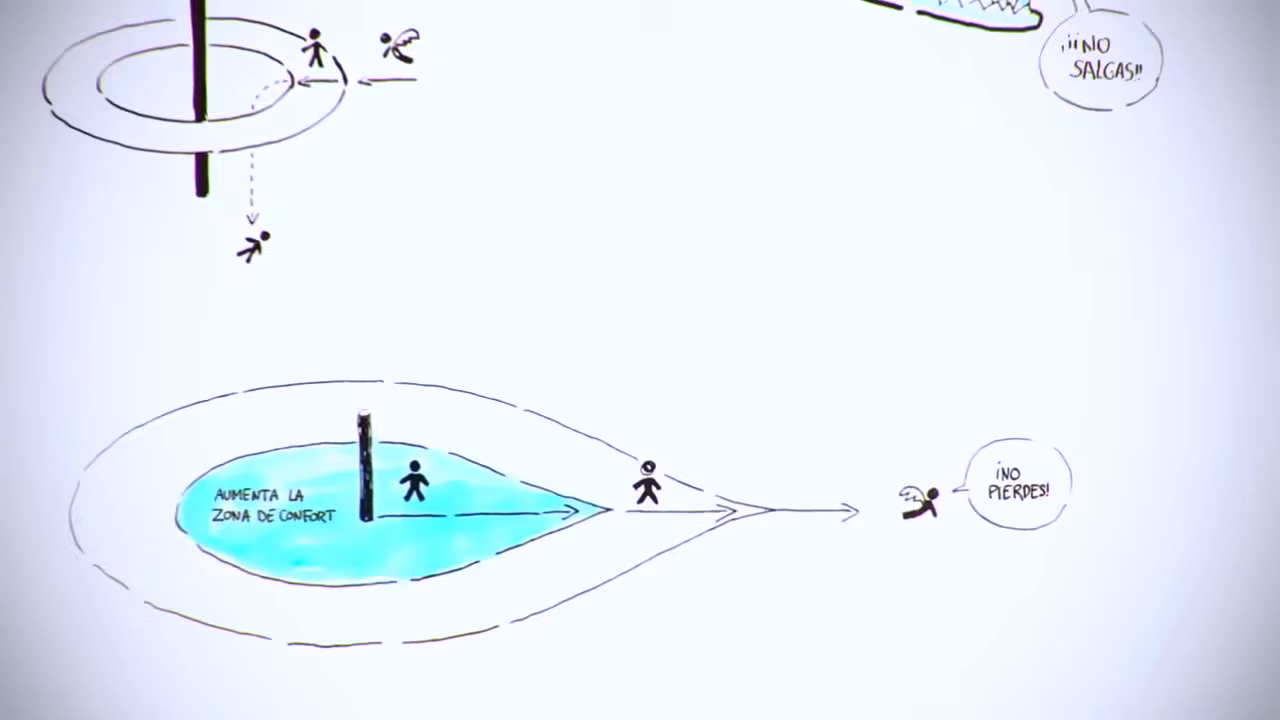 ¡¡¡NO
SALGAS!!
AUMENTA LA
ZONA DE CONFORT
¡NO
PIERDES!